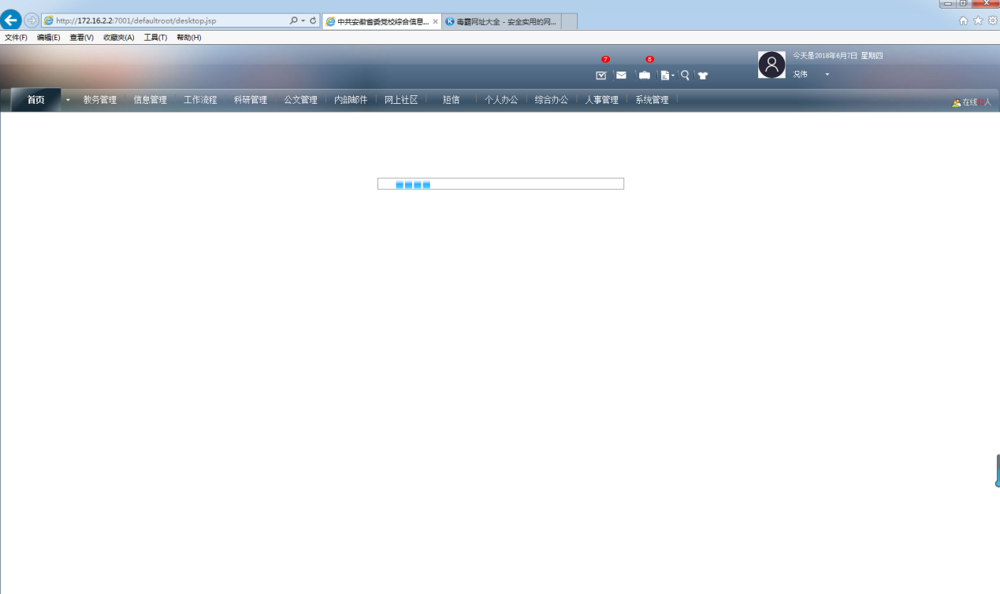 http://172.16.2.2:7001/defaultroot/desktop.jsp
中共安徽省委党校综合信息...
毒霸网址大全 - 安全实用的网...
文件(F) 编辑(E) 查看(V) 收藏夹(A) 工具(T) 帮助(H)
7 6
今天是2018年6月7日 星期四
况伟
首页 教务管理 信息管理 工作流程 科研管理 公文管理 内部邮件 网上社区 短信 个人办公 综合办公 人事管理 系统管理
在线 人